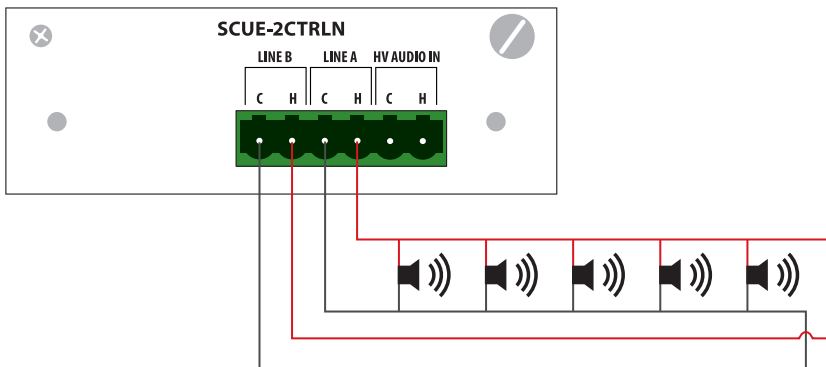 SCUE-2CTRLN
LINE B LINE A HV AUDIO IN
C H C H C H